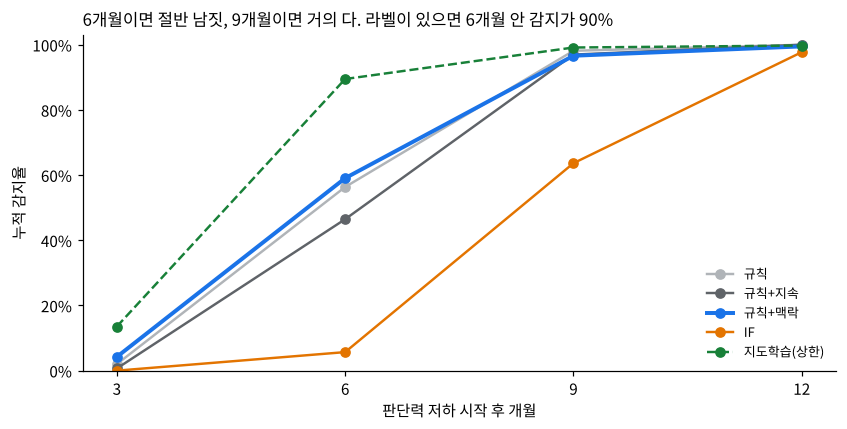 6개월이면 절반 남짓, 9개월이면 거의 다. 라벨이 있으면 6개월 안 감지가 90%
100%
80%
60%
40%
20%
0%
누적 감지율
3 6 9 12
판단력 저하 시작 후 개월
규칙
규칙+지속
규칙+맥락
IF
지도학습(상한)